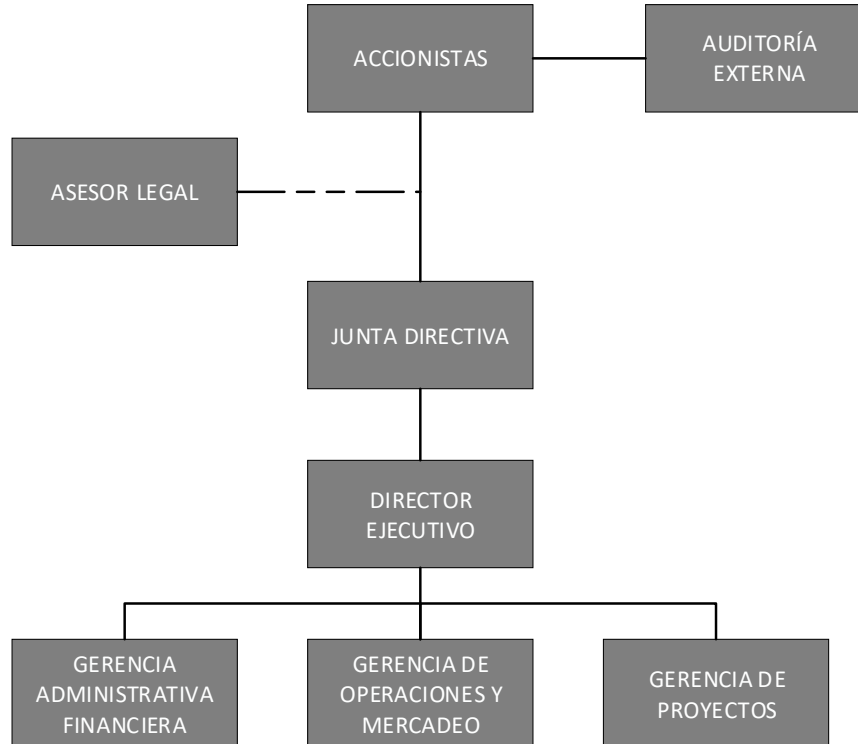 ACCIONISTAS
AUDITORÍA
EXTERNA
ASESOR LEGAL
JUNTA DIRECTIVA
DIRECTOR
EJECUTIVO
GERENCIA
ADMINISTRATIVA
FINANCIERA
GERENCIA DE
OPERACIONES Y
MERCADEO
GERENCIA DE
PROYECTOS